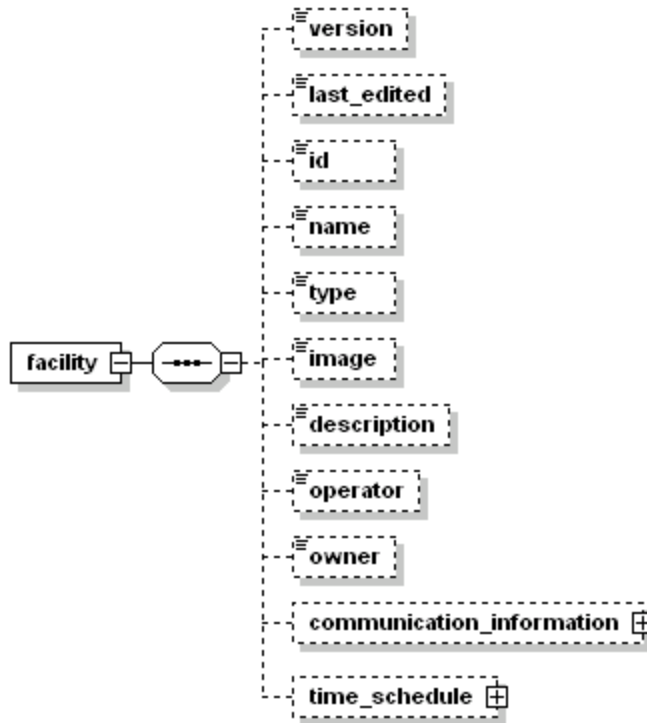 version
last_edited
id
name
type
facility
image
description
operator
owner
communication_information
time_schedule